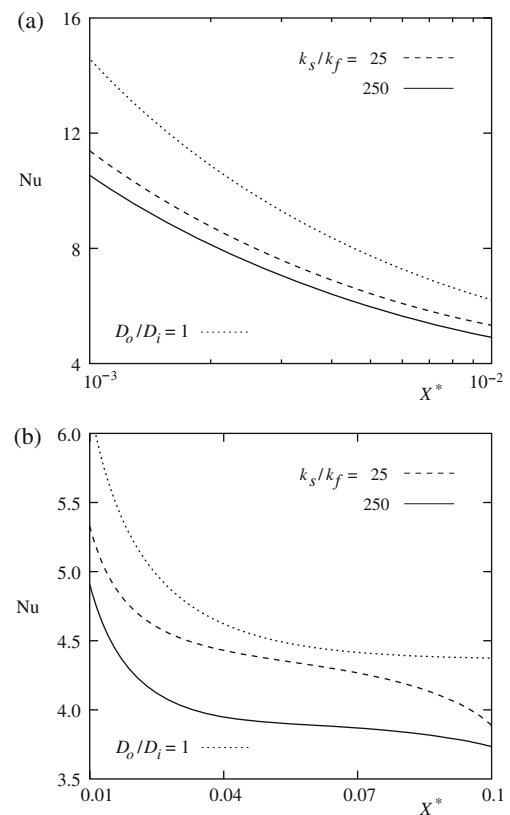 (a)
16
12
Nu
8
4
k_s/k_f = 25
250
D_o/D_i = 1
10⁻³
X*
10⁻²
(b)
6.0
5.5
5.0
Nu
4.5
4.0
3.5
k_s/k_f = 25
250
D_o/D_i = 1
0.01
0.04
0.07
X*
0.1